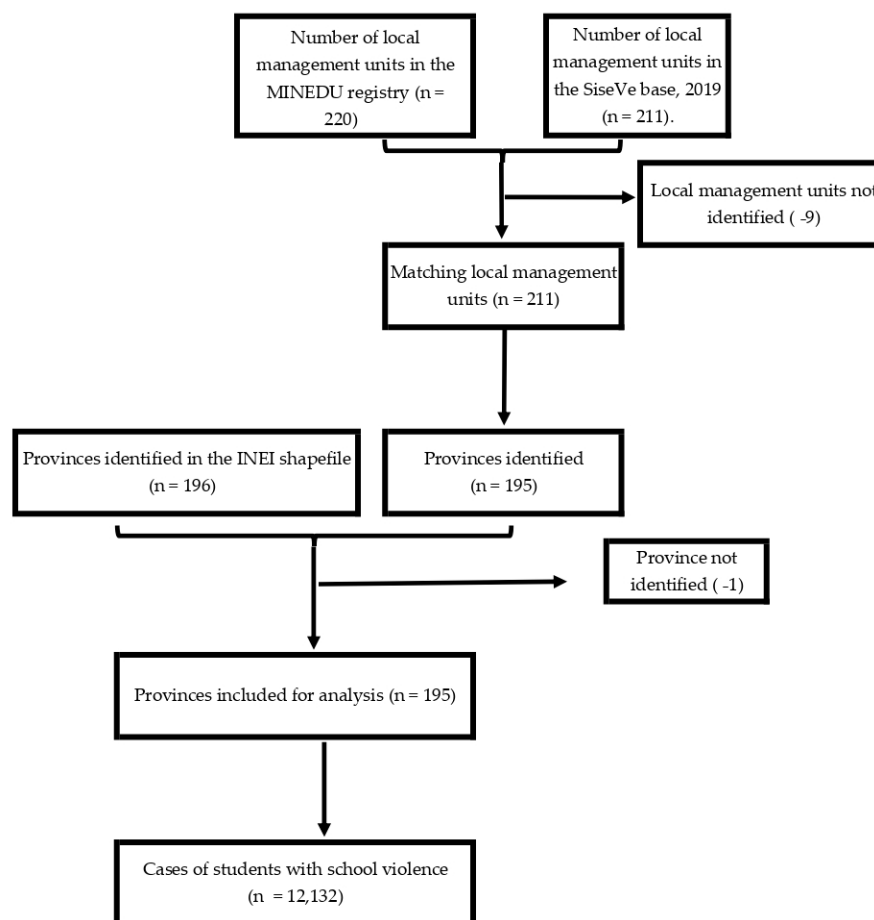 Number of local
management units in the
MINEDU registry (n =
220)
Number of local
management units in
the SiseVe base, 2019
(n = 211).
Local management units not
identified ( -9)
Matching local management
units (n = 211)
Provinces identified in the INEI shapefile
(n = 196)
Provinces identified
(n = 195)
Province not
identified ( -1)
Provinces included for analysis (n = 195)
Cases of students with school violence
(n = 12,132)